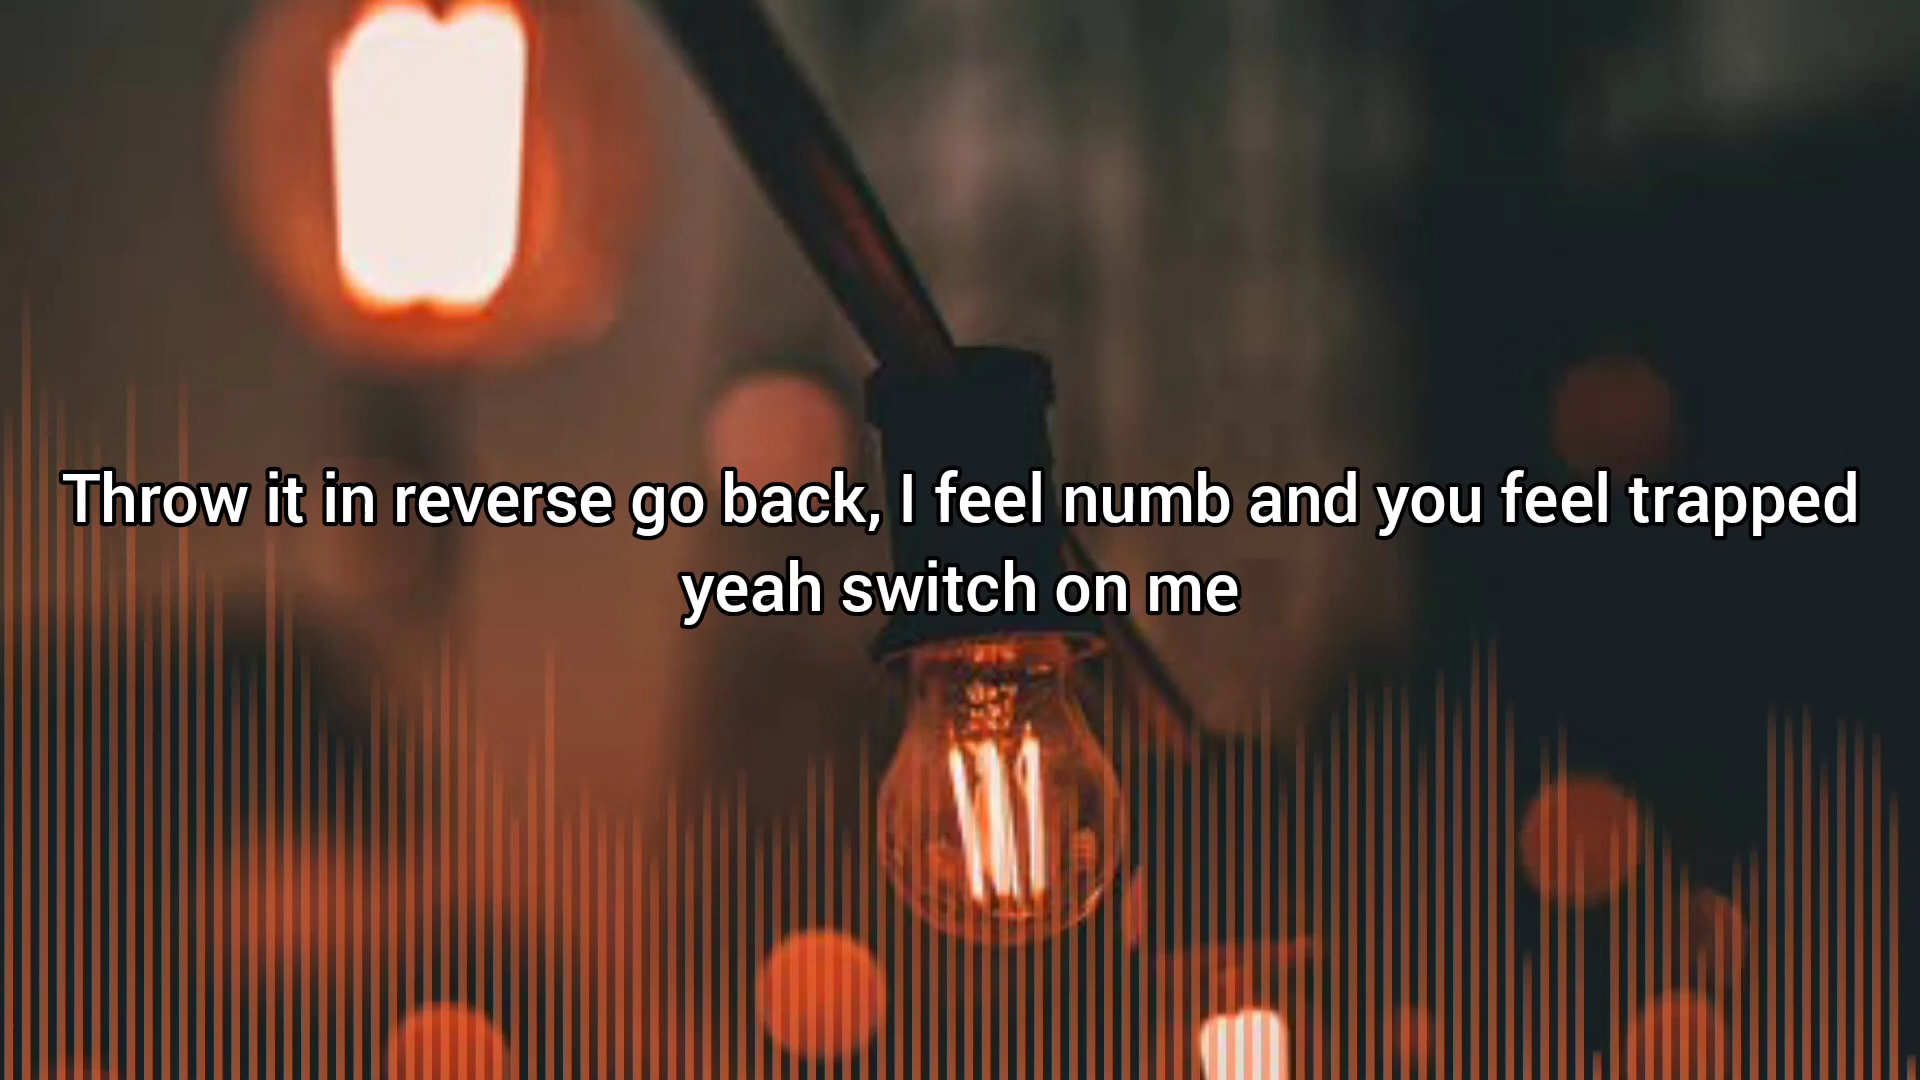 Throw it in reverse go back, I feel numb and you feel trapped
yeah switch on me